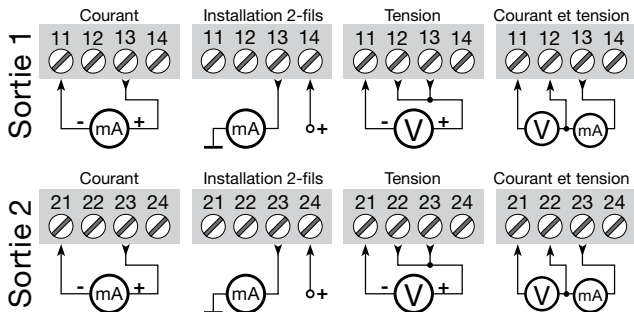 Sortie 1
Courant
11 12 13 14
- mA +
Installation 2-fils
11 12 13 14
mA +
Tension
11 12 13 14
- V +
Courant et tension
11 12 13 14
V mA
Sortie 2
Courant
21 22 23 24
- mA +
Installation 2-fils
21 22 23 24
mA +
Tension
21 22 23 24
- V +
Courant et tension
21 22 23 24
V mA